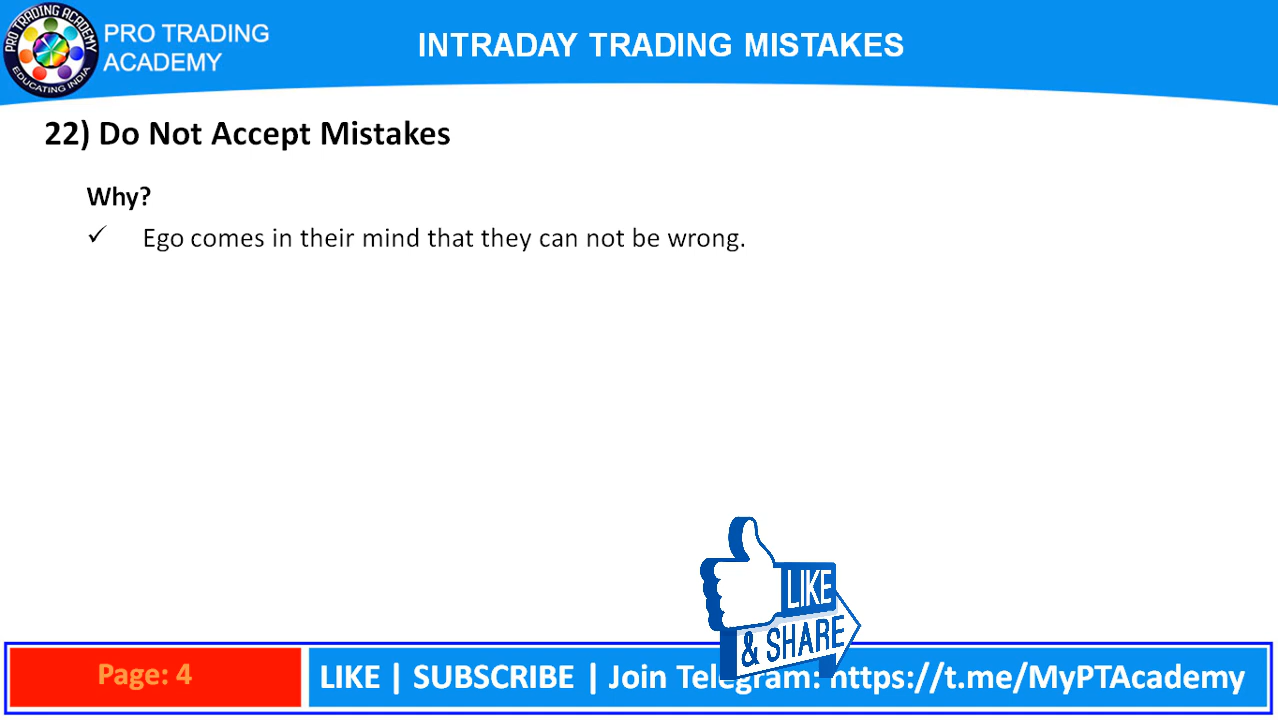 PRO TRADING ACADEMY
EDUCATING INDIA
PRO TRADING
ACADEMY
INTRADAY TRADING MISTAKES
22) Do Not Accept Mistakes
Why?
✓ Ego comes in their mind that they can not be wrong.
LIKE
& SHARE
Page: 4
LIKE | SUBSCRIBE | Join Telegram: https://t.me/MyPTAcademy